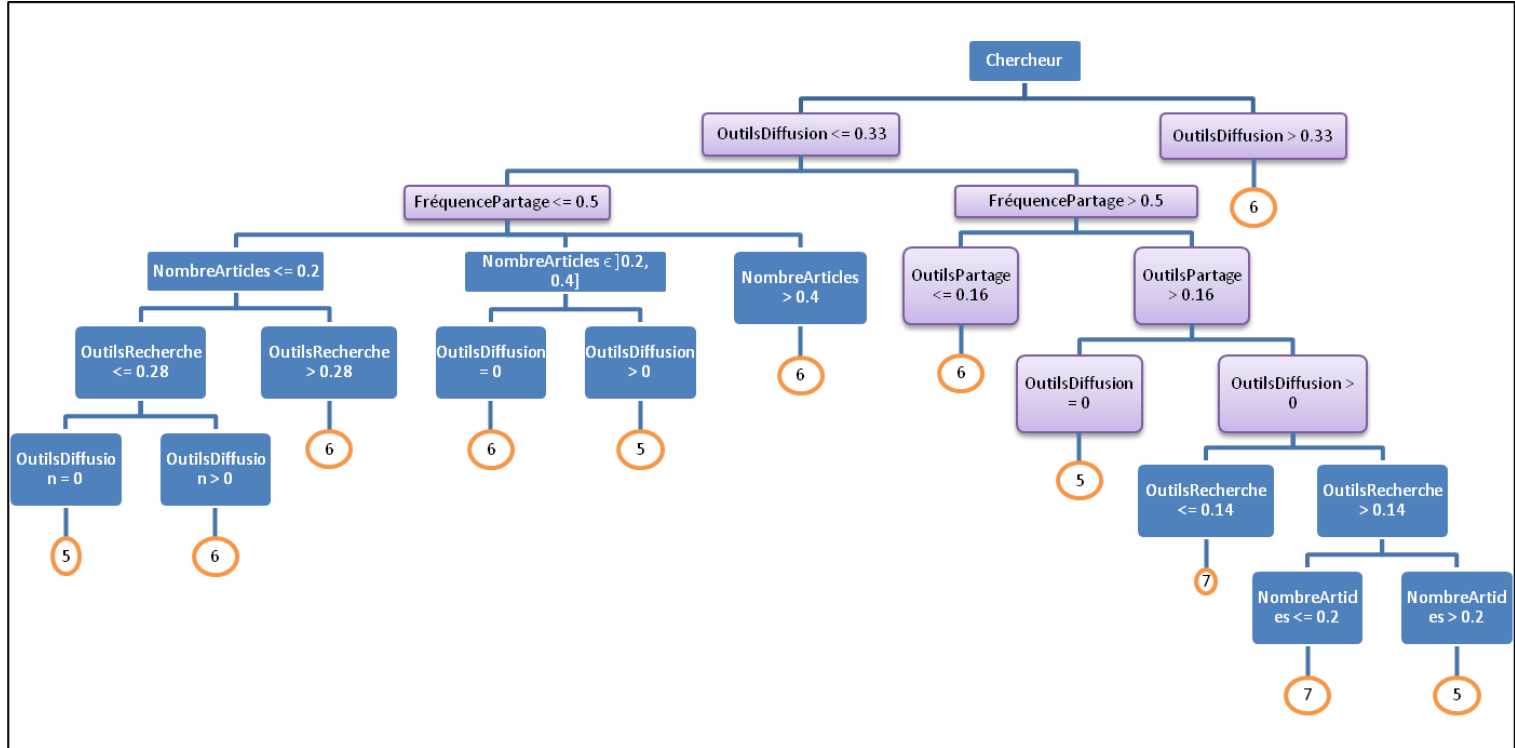 Chercheur
OutilsDiffusion <= 0.33
OutilsDiffusion > 0.33
FréquencePartage <= 0.5
FréquencePartage > 0.5
6
NombreArticles <= 0.2
NombreArticles ∈ ]0.2,
0.4]
NombreArticles
> 0.4
OutilsPartage
<= 0.16
OutilsPartage
> 0.16
OutilsRecherche
<= 0.28
OutilsRecherche
> 0.28
OutilsDiffusion
= 0
OutilsDiffusion
> 0
6
6
OutilsDiffusion
= 0
OutilsDiffusion >
0
OutilsDiffusio
n = 0
OutilsDiffusio
n > 0
6
6
5
5
OutilsRecherche
<= 0.14
OutilsRecherche
> 0.14
5
6
7
NombreArticl
es <= 0.2
NombreArticl
es > 0.2
7
5